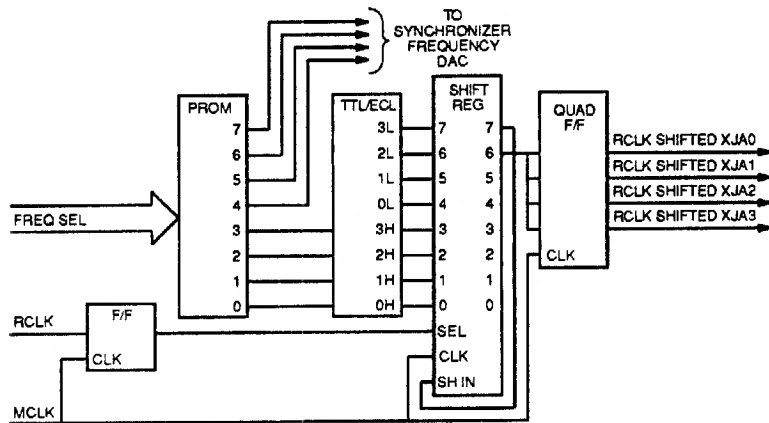 TO
SYNCHRONIZER
FREQUENCY
DAC
PROM
7
6
5
4
3
2
1
0
TTL/ECL
3L
2L
1L
0L
3H
2H
1H
0H
SHIFT
REG
7 7
6 6
5 5
4 4
3 3
2 2
1 1
0 0
SEL
CLK
SH IN
QUAD
F/F
CLK
RCLK SHIFTED XJA0
RCLK SHIFTED XJA1
RCLK SHIFTED XJA2
RCLK SHIFTED XJA3
FREQ SEL
RCLK
F/F
CLK
MCLK